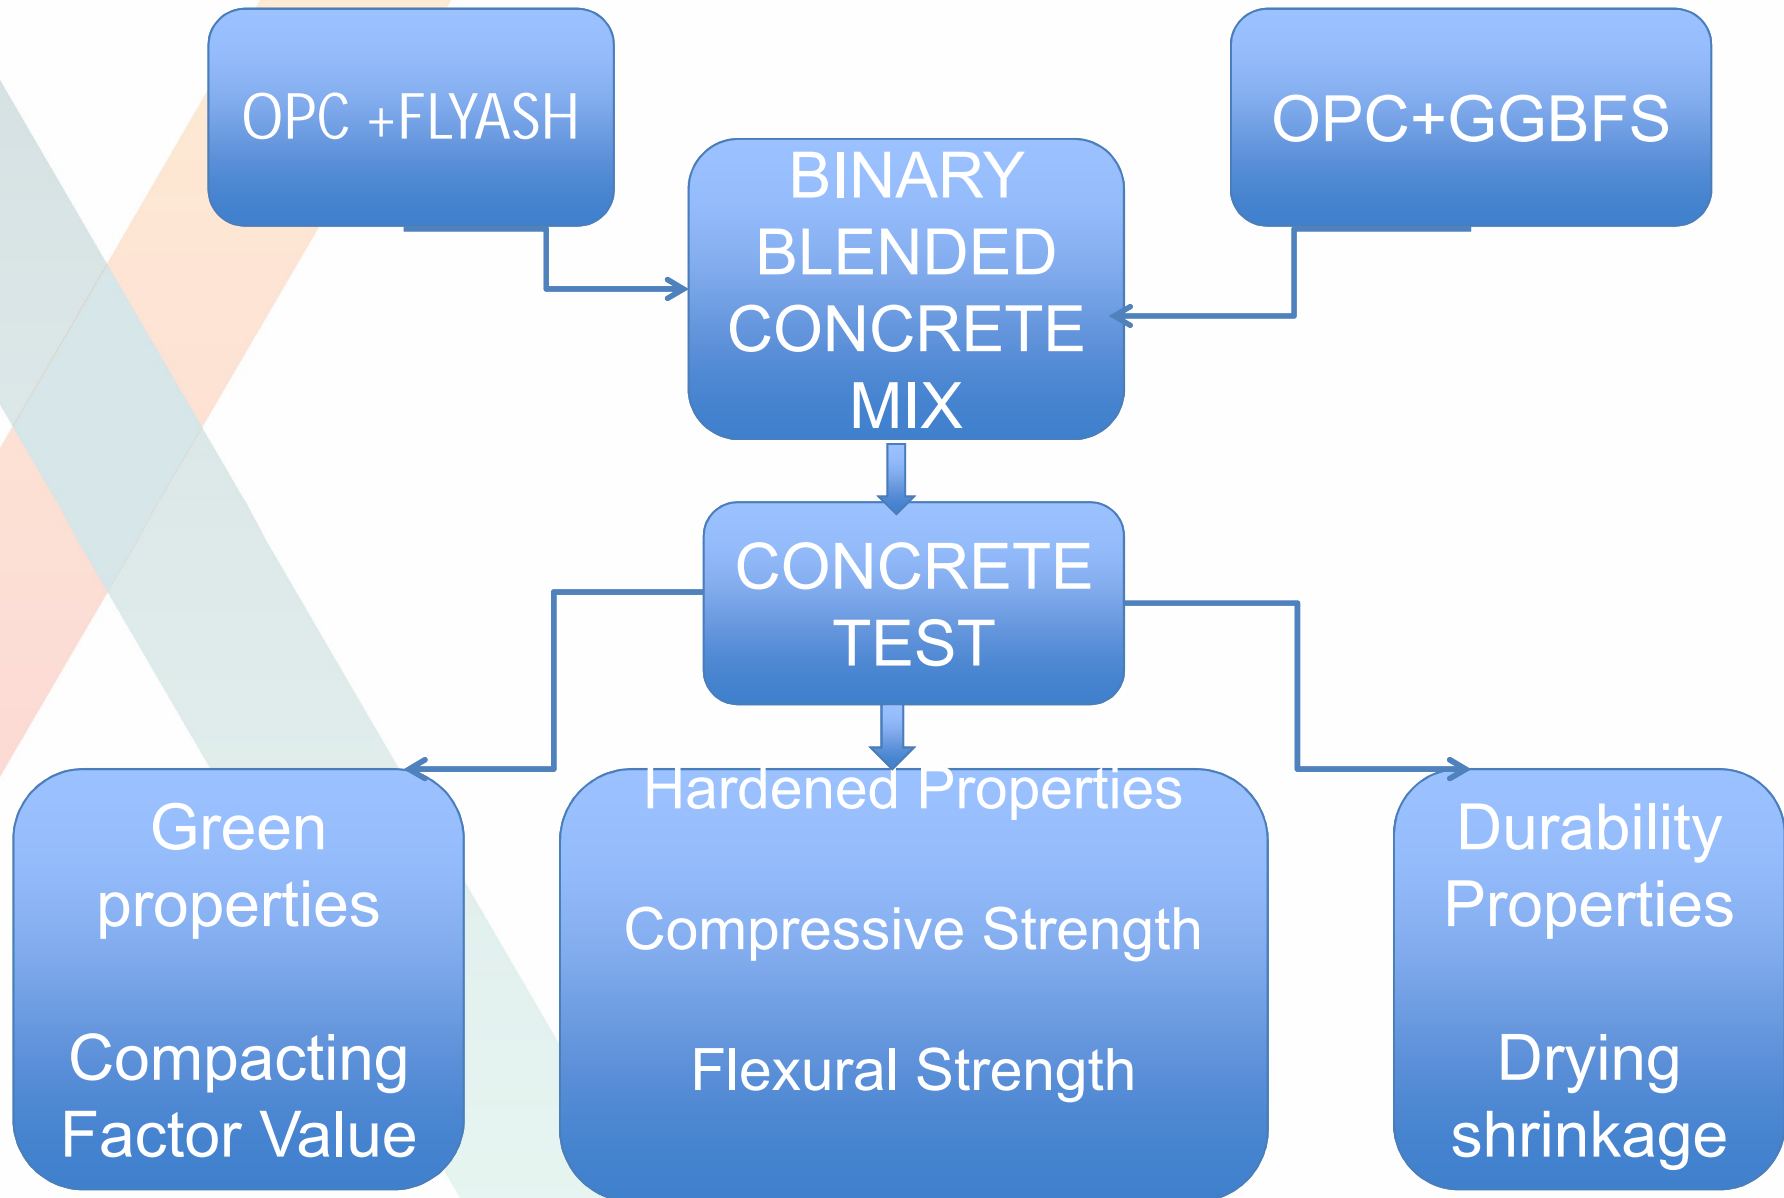 OPC +FLYASH
OPC+GGBFS
BINARY
BLENDED
CONCRETE
MIX
CONCRETE
TEST
Green
properties
Compacting
Factor Value
Hardened Properties
Compressive Strength
Flexural Strength
Durability
Properties
Drying
shrinkage